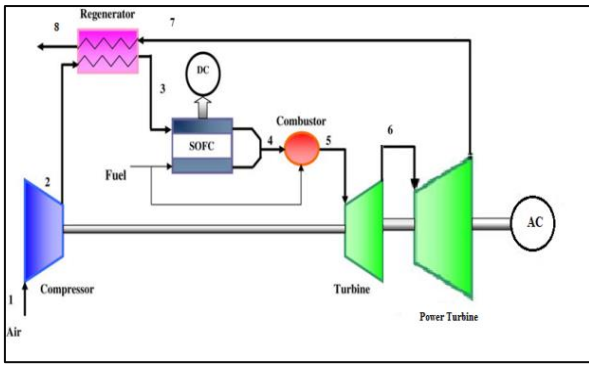 Regenerator
8
7
DC
3
Combustor
SOFC
4
5
6
Fuel
2
AC
1
Compressor
Turbine
Power Turbine
Air